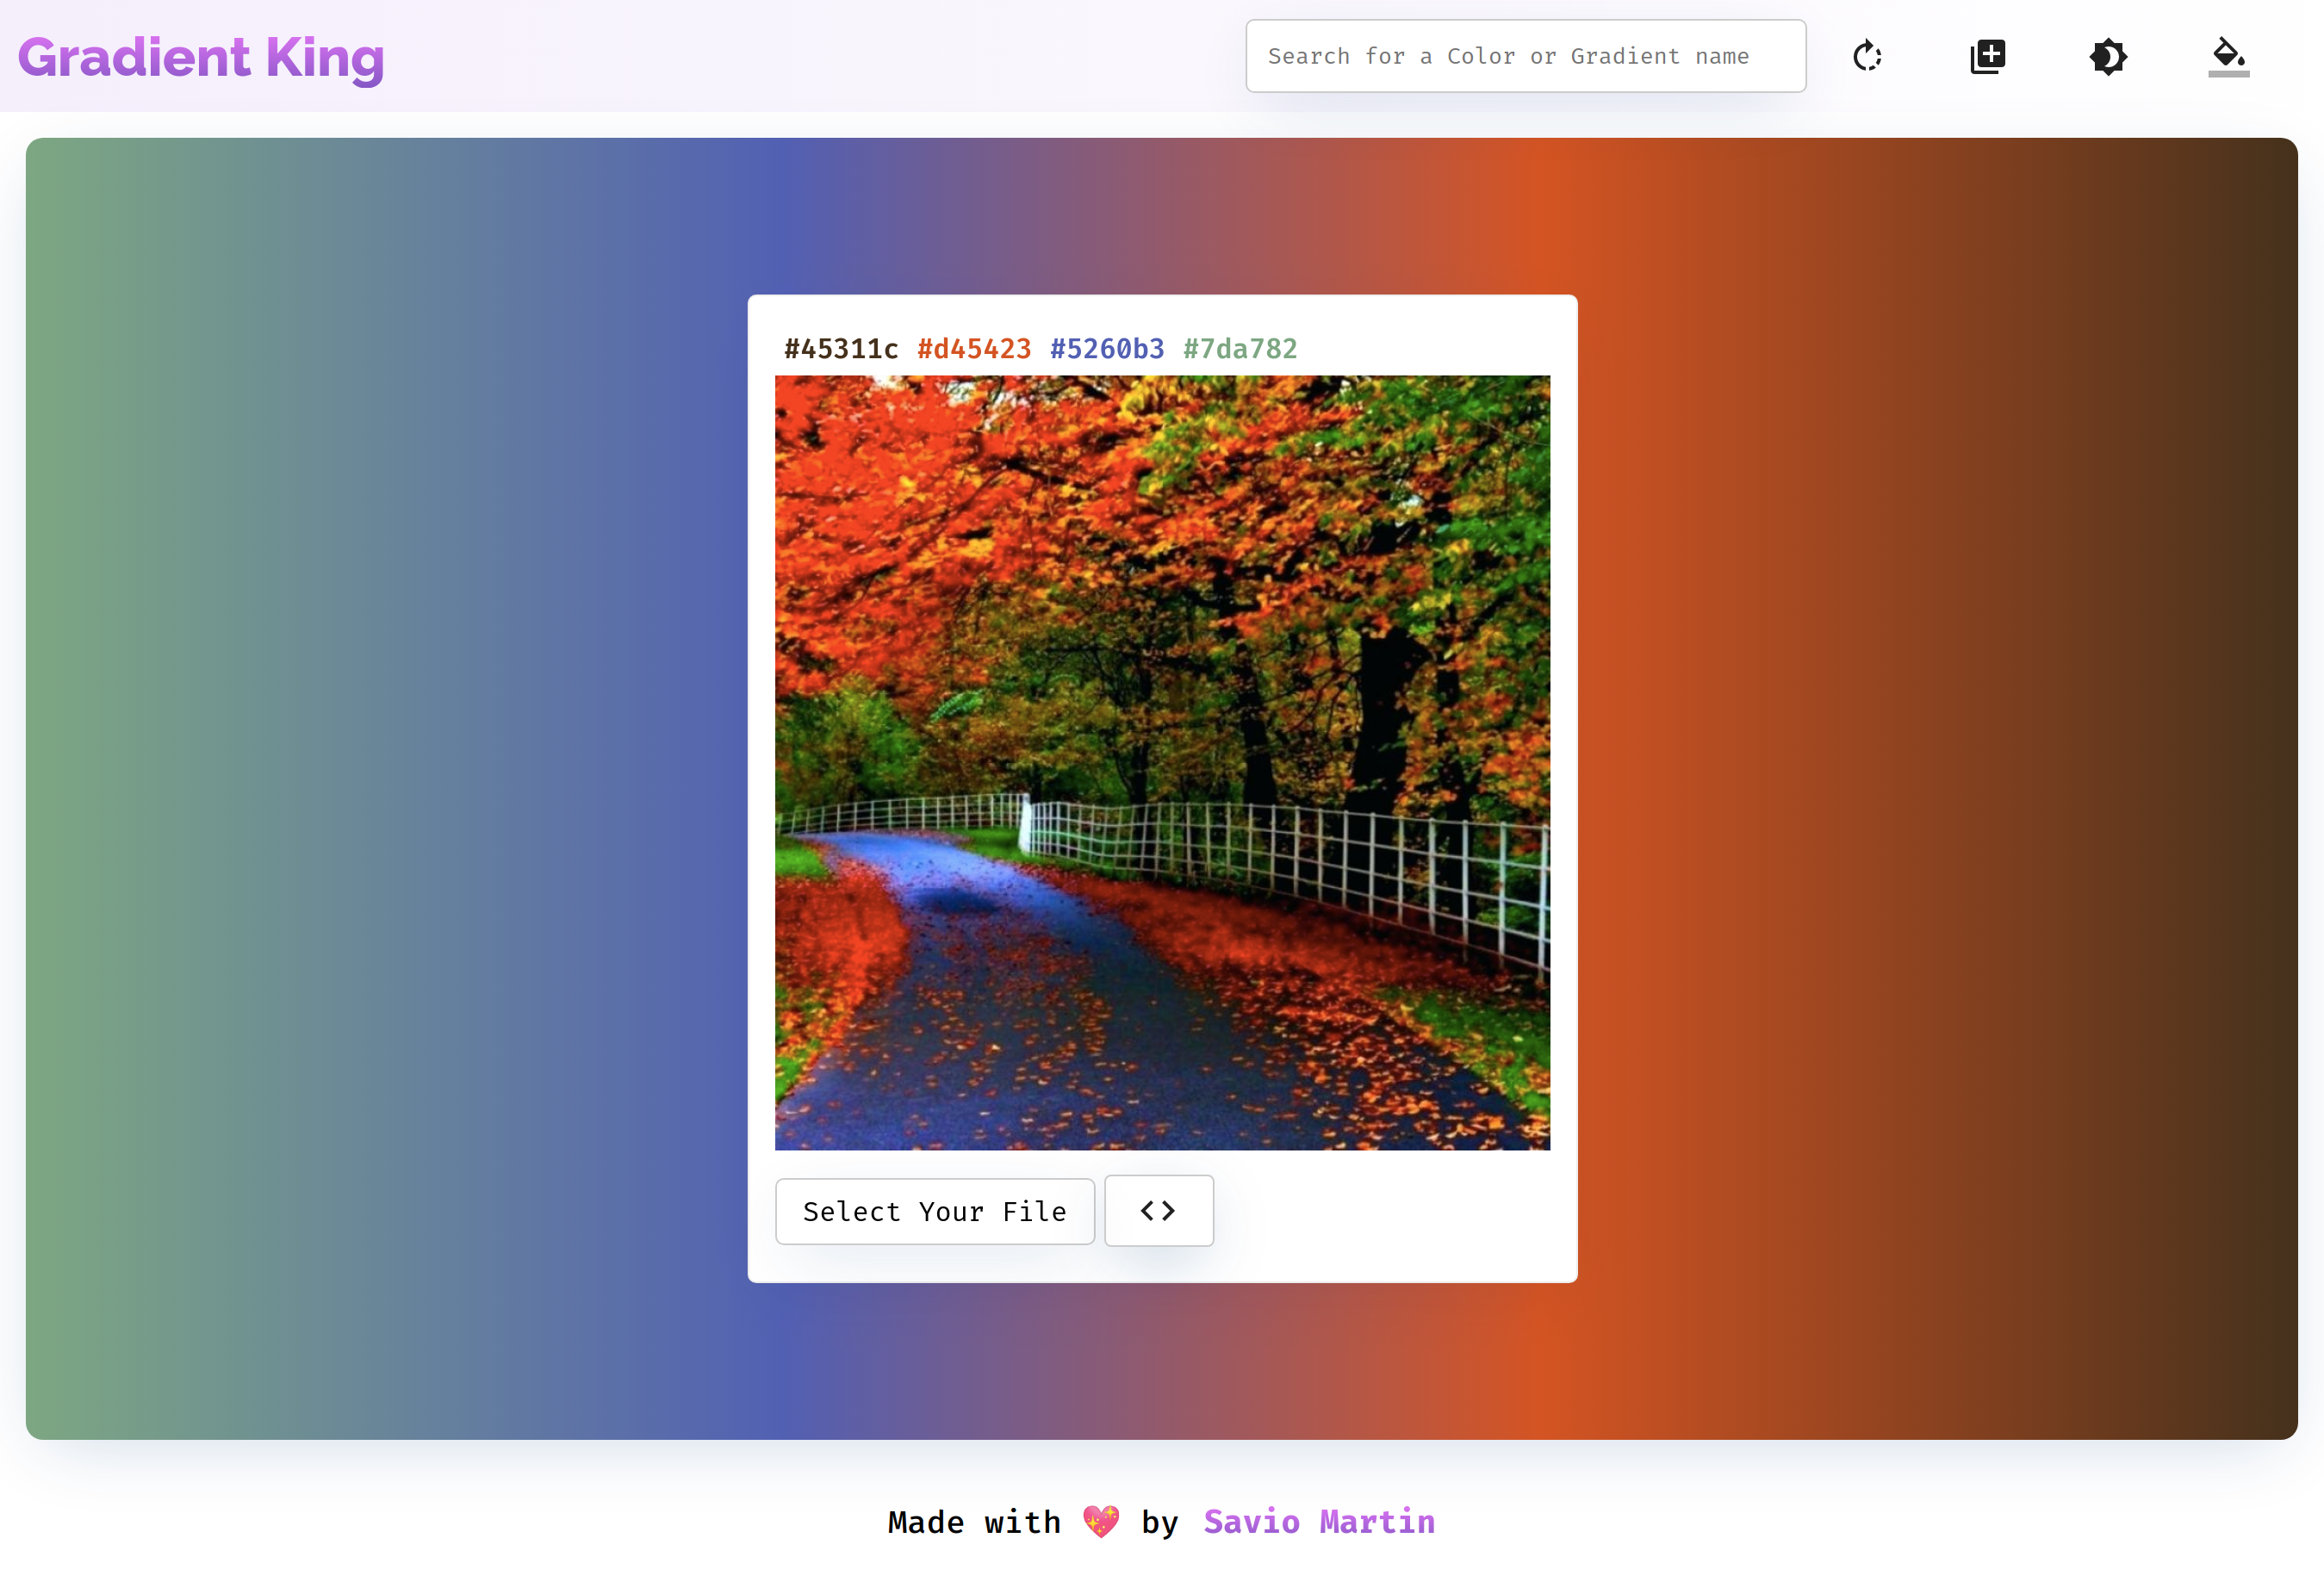 Gradient King
Search for a Color or Gradient name
#45311c #d45423 #5260b3 #7da782
Select Your File
<>
Made with 💖 by Savio Martin